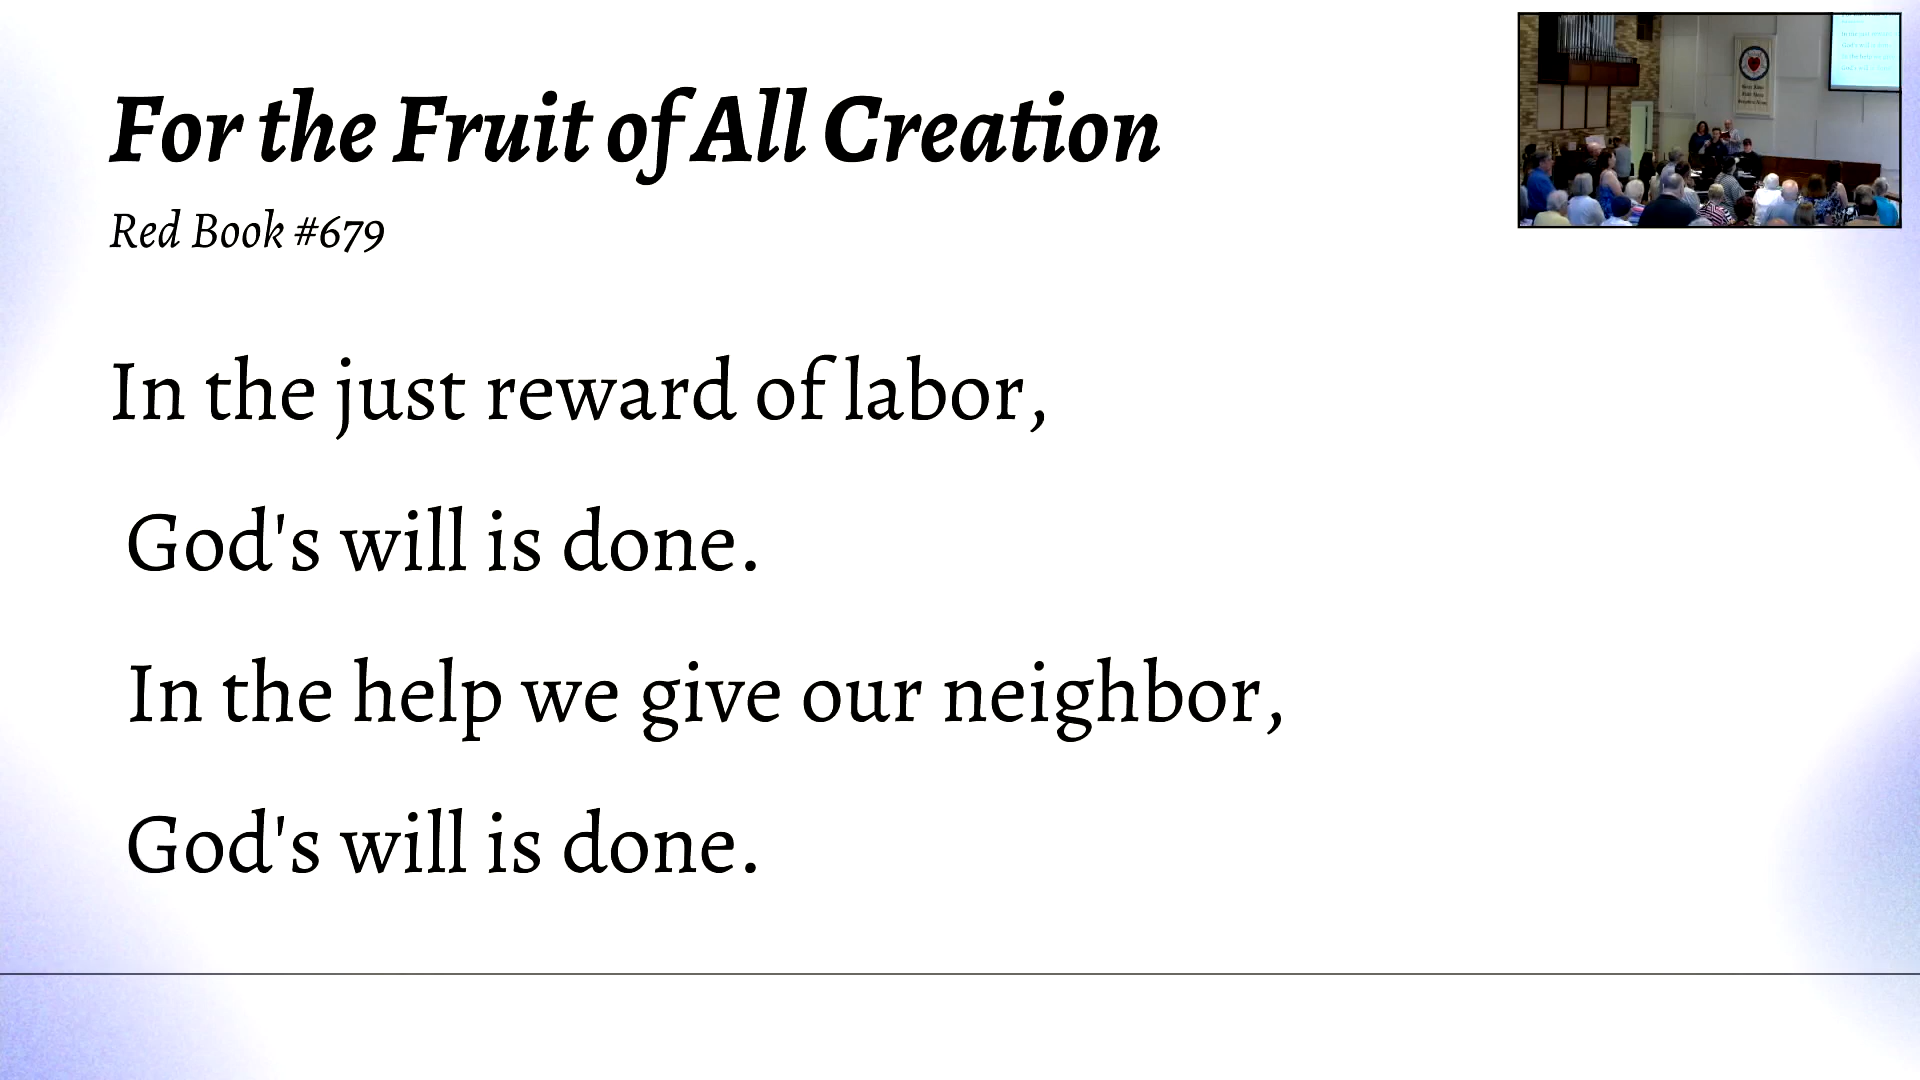 For the Fruit of All Creation
Red Book #679
In the just reward of labor,
God's will is done.
In the help we give our neighbor,
God's will is done.